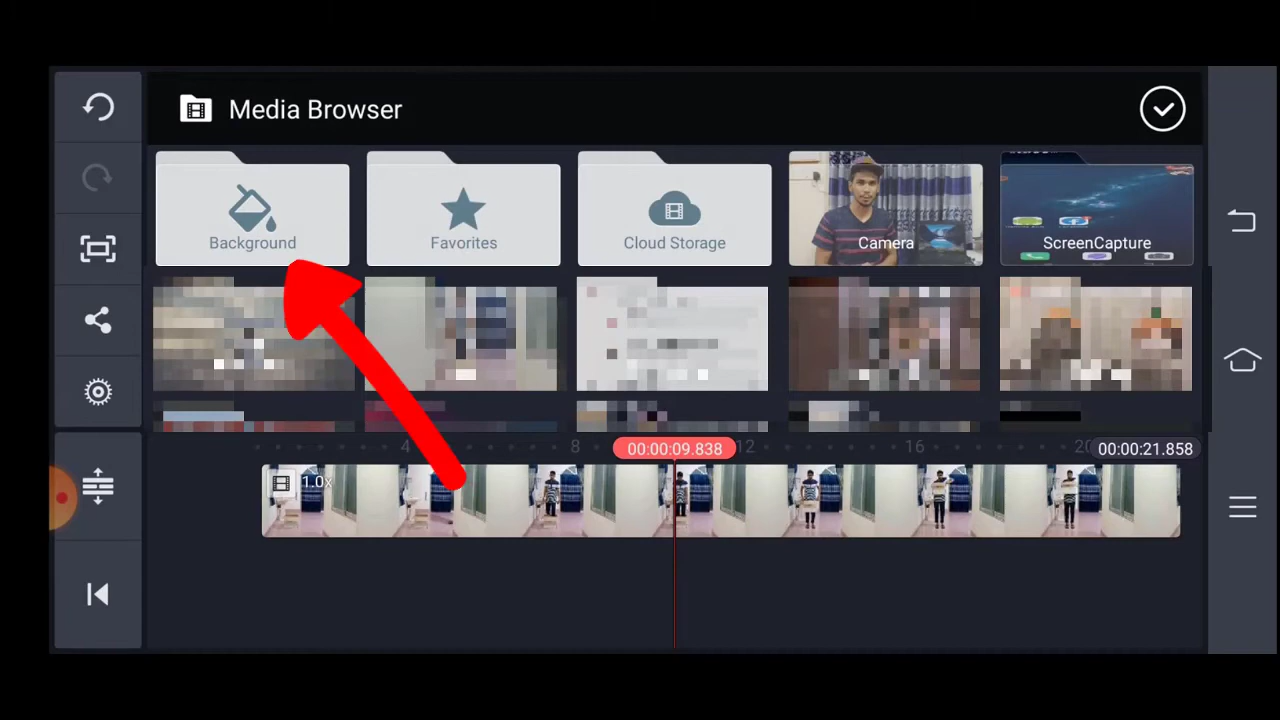 Media Browser
Background
Favorites
Cloud Storage
Camera
ScreenCapture
4
8
00:00:09.838
12
16
20
00:00:21.858
1.0x